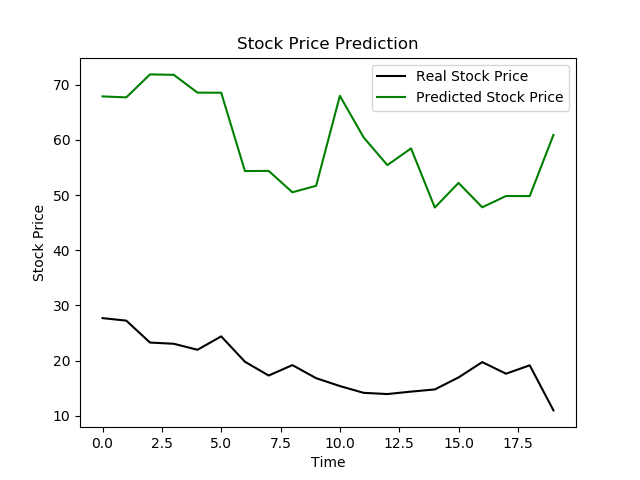 Stock Price Prediction
Real Stock Price
Predicted Stock Price
Stock Price
70
60
50
40
30
20
10
0.0 2.5 5.0 7.5 10.0 12.5 15.0 17.5
Time